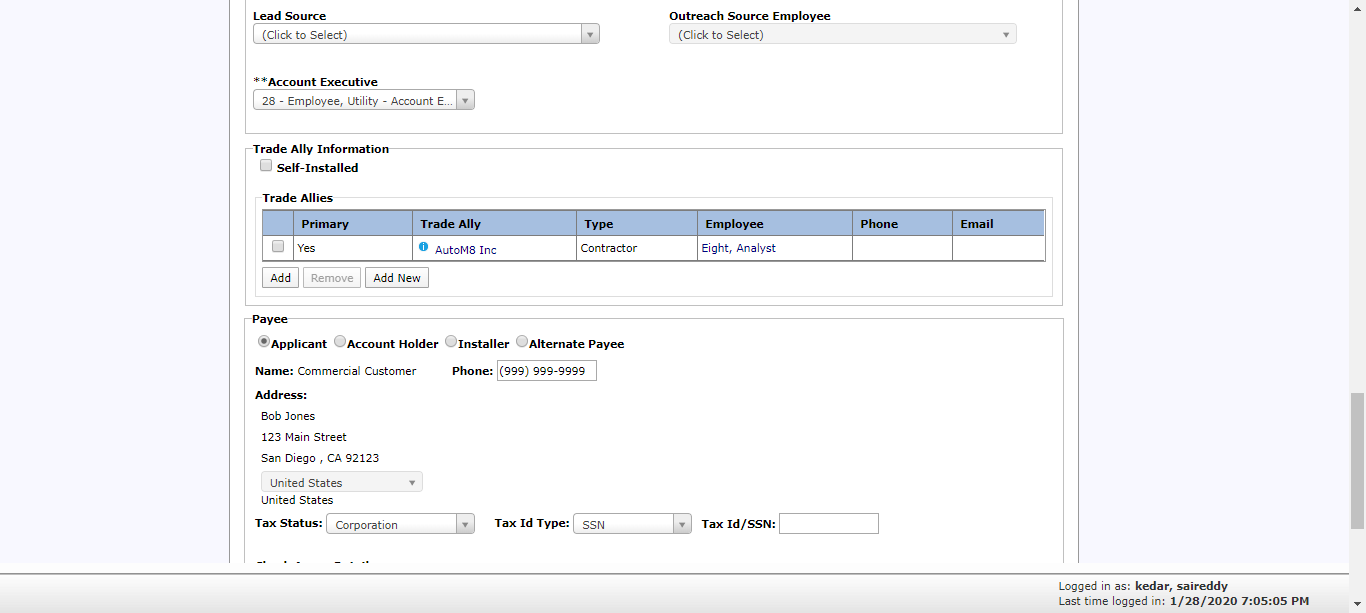 Lead Source Outreach Source Employee
(Click to Select) (Click to Select)
**Account Executive
28 - Employee, Utility - Account E...
Trade Ally Information
Self-Installed
Trade Allies
Primary Trade Ally Type Employee Phone Email
Yes AutoM8 Inc Contractor Eight, Analyst
Add Remove Add New
Payee
Applicant Account Holder Installer Alternate Payee
Name: Commercial Customer Phone: (999) 999-9999
Address:
Bob Jones
123 Main Street
San Diego , CA 92123
United States
United States
Tax Status: Corporation Tax Id Type: SSN Tax Id/SSN:
Logged in as: kedar, saireddy
Last time logged in: 1/28/2020 7:05:05 PM